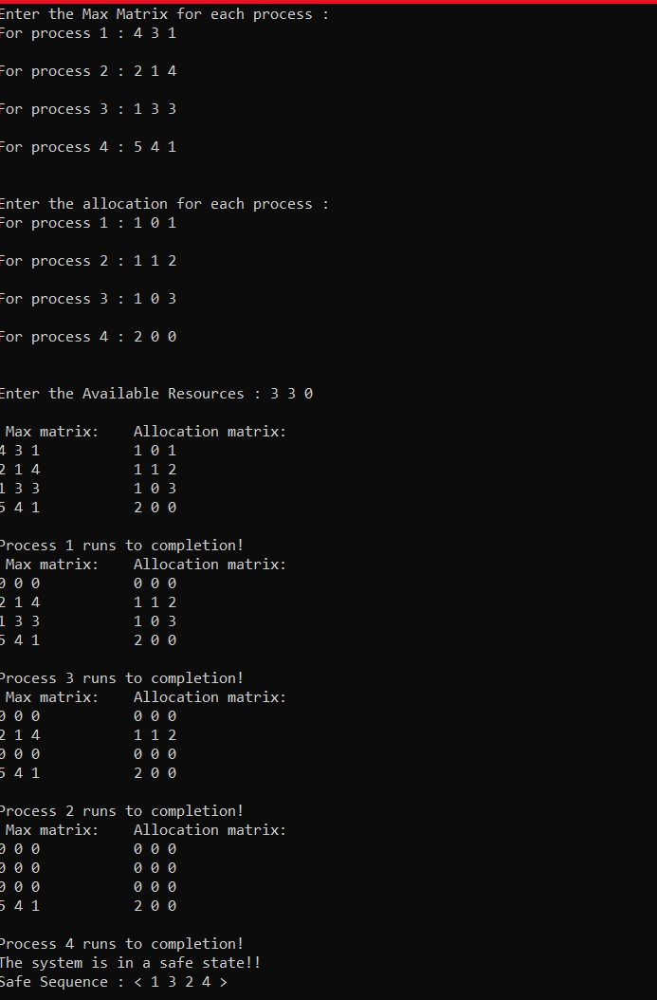 Enter the Max Matrix for each process :
For process 1 : 4 3 1
For process 2 : 2 1 4
For process 3 : 1 3 3
For process 4 : 5 4 1
Enter the allocation for each process :
For process 1 : 1 0 1
For process 2 : 1 1 2
For process 3 : 1 0 3
For process 4 : 2 0 0
Enter the Available Resources : 3 3 0
Max matrix: Allocation matrix:
4 3 1 1 0 1
2 1 4 1 1 2
1 3 3 1 0 3
5 4 1 2 0 0
Process 1 runs to completion!
Max matrix: Allocation matrix:
0 0 0 0 0 0
2 1 4 1 1 2
1 3 3 1 0 3
5 4 1 2 0 0
Process 3 runs to completion!
Max matrix: Allocation matrix:
0 0 0 0 0 0
2 1 4 1 1 2
0 0 0 0 0 0
5 4 1 2 0 0
Process 2 runs to completion!
Max matrix: Allocation matrix:
0 0 0 0 0 0
0 0 0 0 0 0
0 0 0 0 0 0
5 4 1 2 0 0
Process 4 runs to completion!
The system is in a safe state!!
Safe Sequence : < 1 3 2 4 >